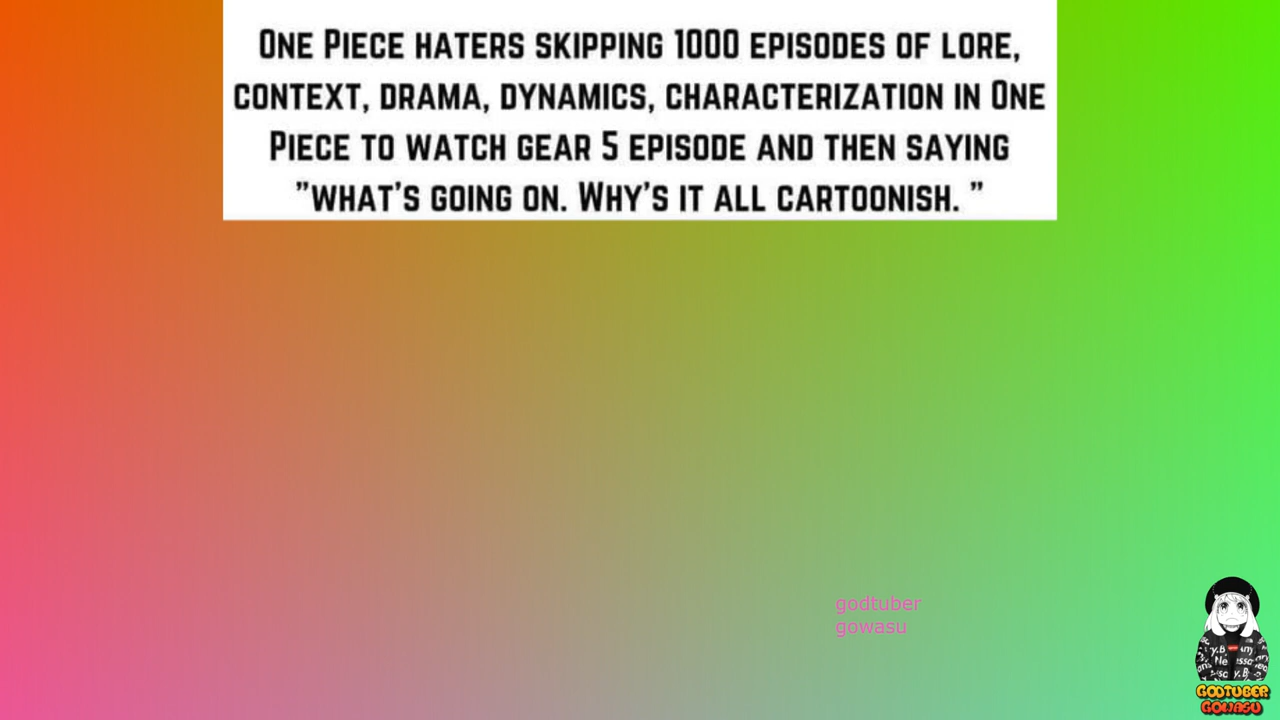 One Piece haters skipping 1000 episodes of lore,
context, drama, dynamics, characterization in One
Piece to watch gear 5 episode and then saying
"what's going on. Why's it all cartoonish. "
godtuber
gowasu
GODTUBER
GOWASU